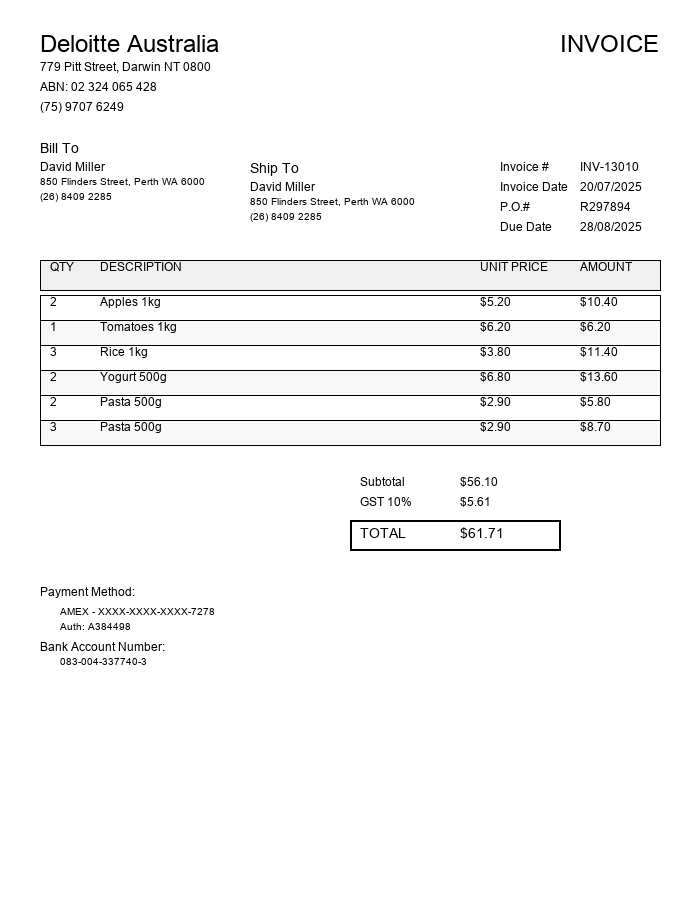 Deloitte Australia
INVOICE
779 Pitt Street, Darwin NT 0800
ABN: 02 324 065 428
(75) 9707 6249
Bill To
David Miller
850 Flinders Street, Perth WA 6000
(26) 8409 2285
Ship To
David Miller
850 Flinders Street, Perth WA 6000
(26) 8409 2285
Invoice # INV-13010
Invoice Date 20/07/2025
P.O.# R297894
Due Date 28/08/2025
QTY DESCRIPTION UNIT PRICE AMOUNT
2 Apples 1kg $5.20 $10.40
1 Tomatoes 1kg $6.20 $6.20
3 Rice 1kg $3.80 $11.40
2 Yogurt 500g $6.80 $13.60
2 Pasta 500g $2.90 $5.80
3 Pasta 500g $2.90 $8.70
Subtotal $56.10
GST 10% $5.61
TOTAL $61.71
Payment Method:
AMEX - XXXX-XXXX-XXXX-7278
Auth: A384498
Bank Account Number:
083-004-337740-3